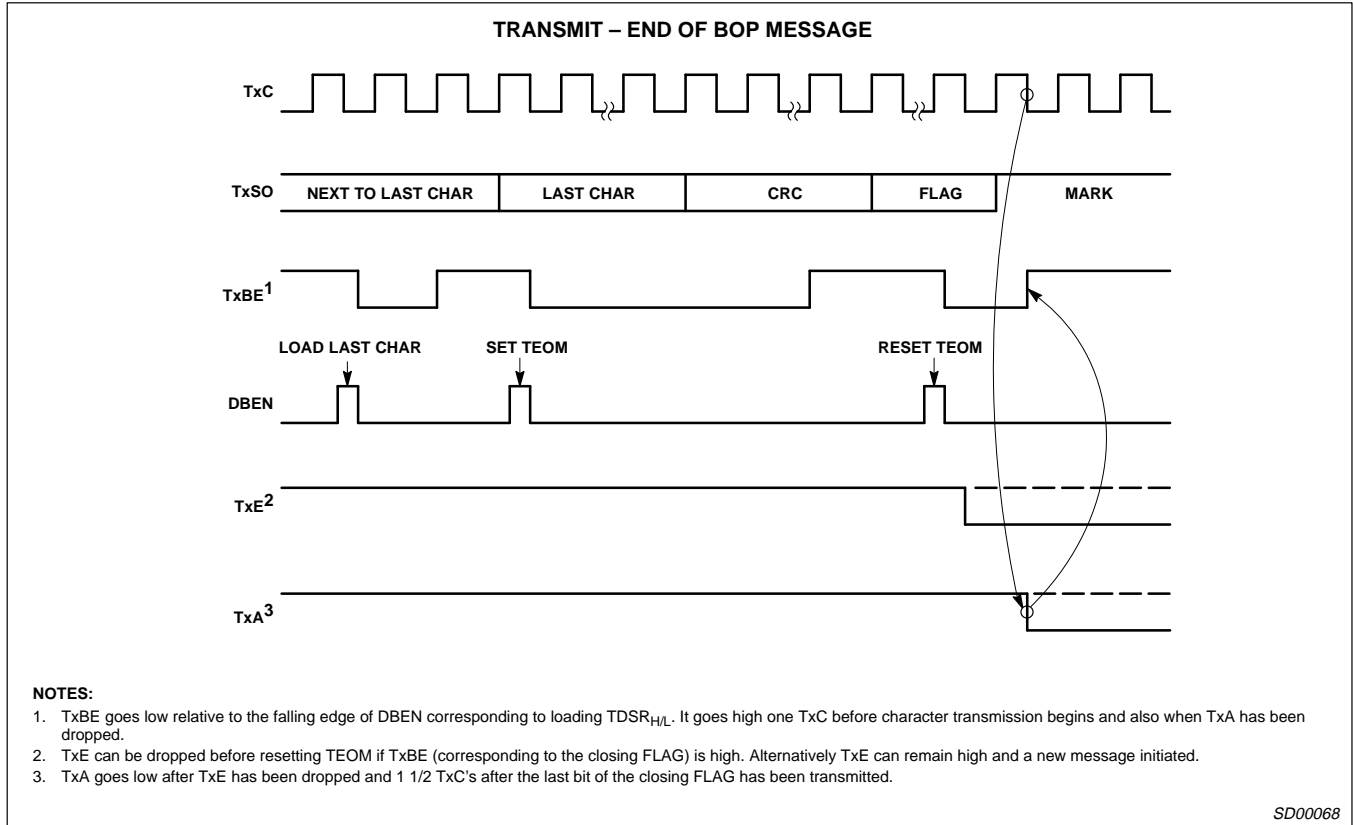 TRANSMIT – END OF BOP MESSAGE
TxC
TxSO
NEXT TO LAST CHAR
LAST CHAR
CRC
FLAG
MARK
TxBE1
LOAD LAST CHAR
SET TEOM
RESET TEOM
DBEN
TxE2
TxA3
NOTES:
1. TxBE goes low relative to the falling edge of DBEN corresponding to loading TDSRH/L. It goes high one TxC before character transmission begins and also when TxA has been
dropped.
2. TxE can be dropped before resetting TEOM if TxBE (corresponding to the closing FLAG) is high. Alternatively TxE can remain high and a new message initiated.
3. TxA goes low after TxE has been dropped and 1 1/2 TxC's after the last bit of the closing FLAG has been transmitted.
SD00068